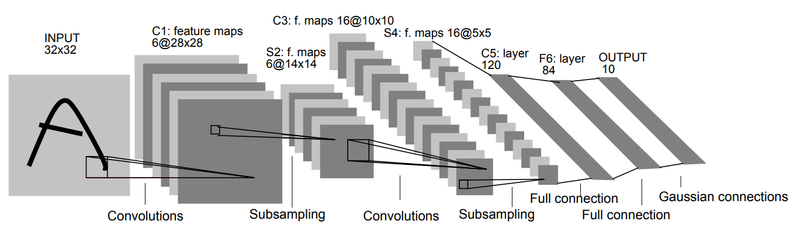 INPUT
32x32
C1: feature maps
6@28x28
S2: f. maps
6@14x14
C3: f. maps 16@10x10
S4: f. maps 16@5x5
C5: layer
120
F6: layer
84
OUTPUT
10
Convolutions
Subsampling
Convolutions
Subsampling
Full connection
Full connection
Gaussian connections
A